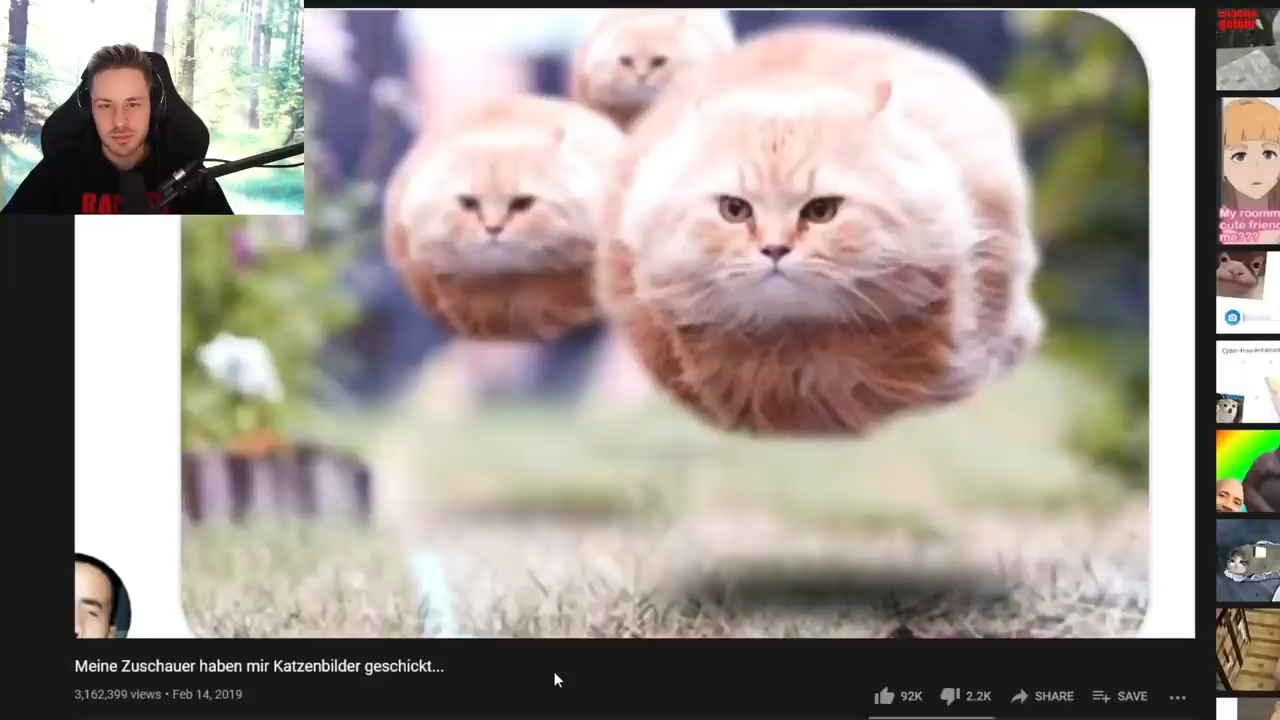 My roomm
cute frien
me???
Meine Zuschauer haben mir Katzenbilder geschickt...
3,162,399 views • Feb 14, 2019
92K
2.2K
SHARE
SAVE